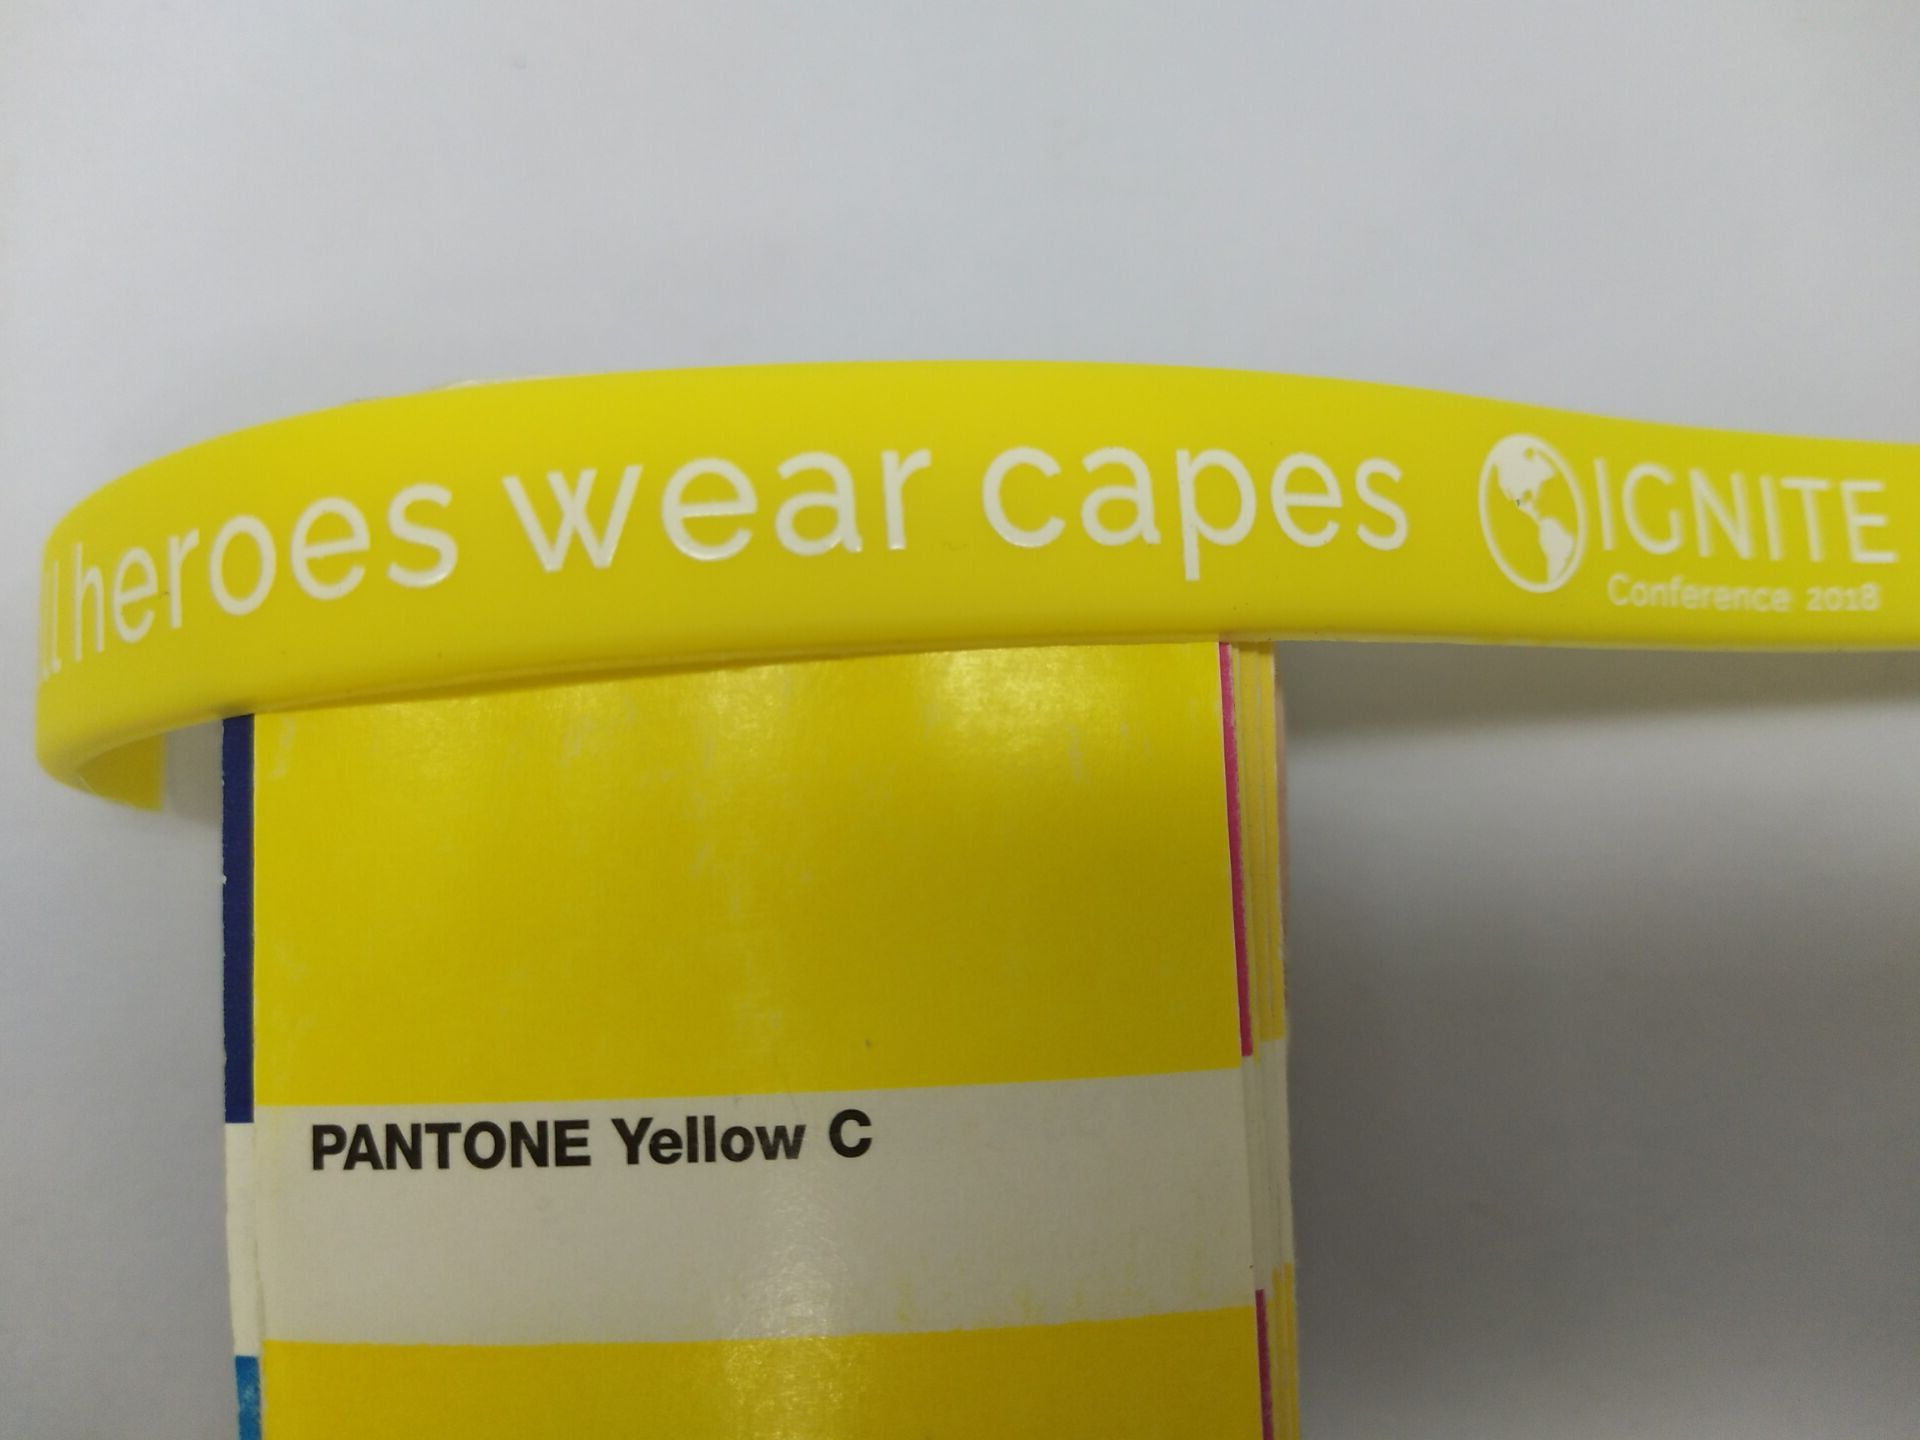 heroes wear capes
IGNITE
Conference 2018
PANTONE Yellow C